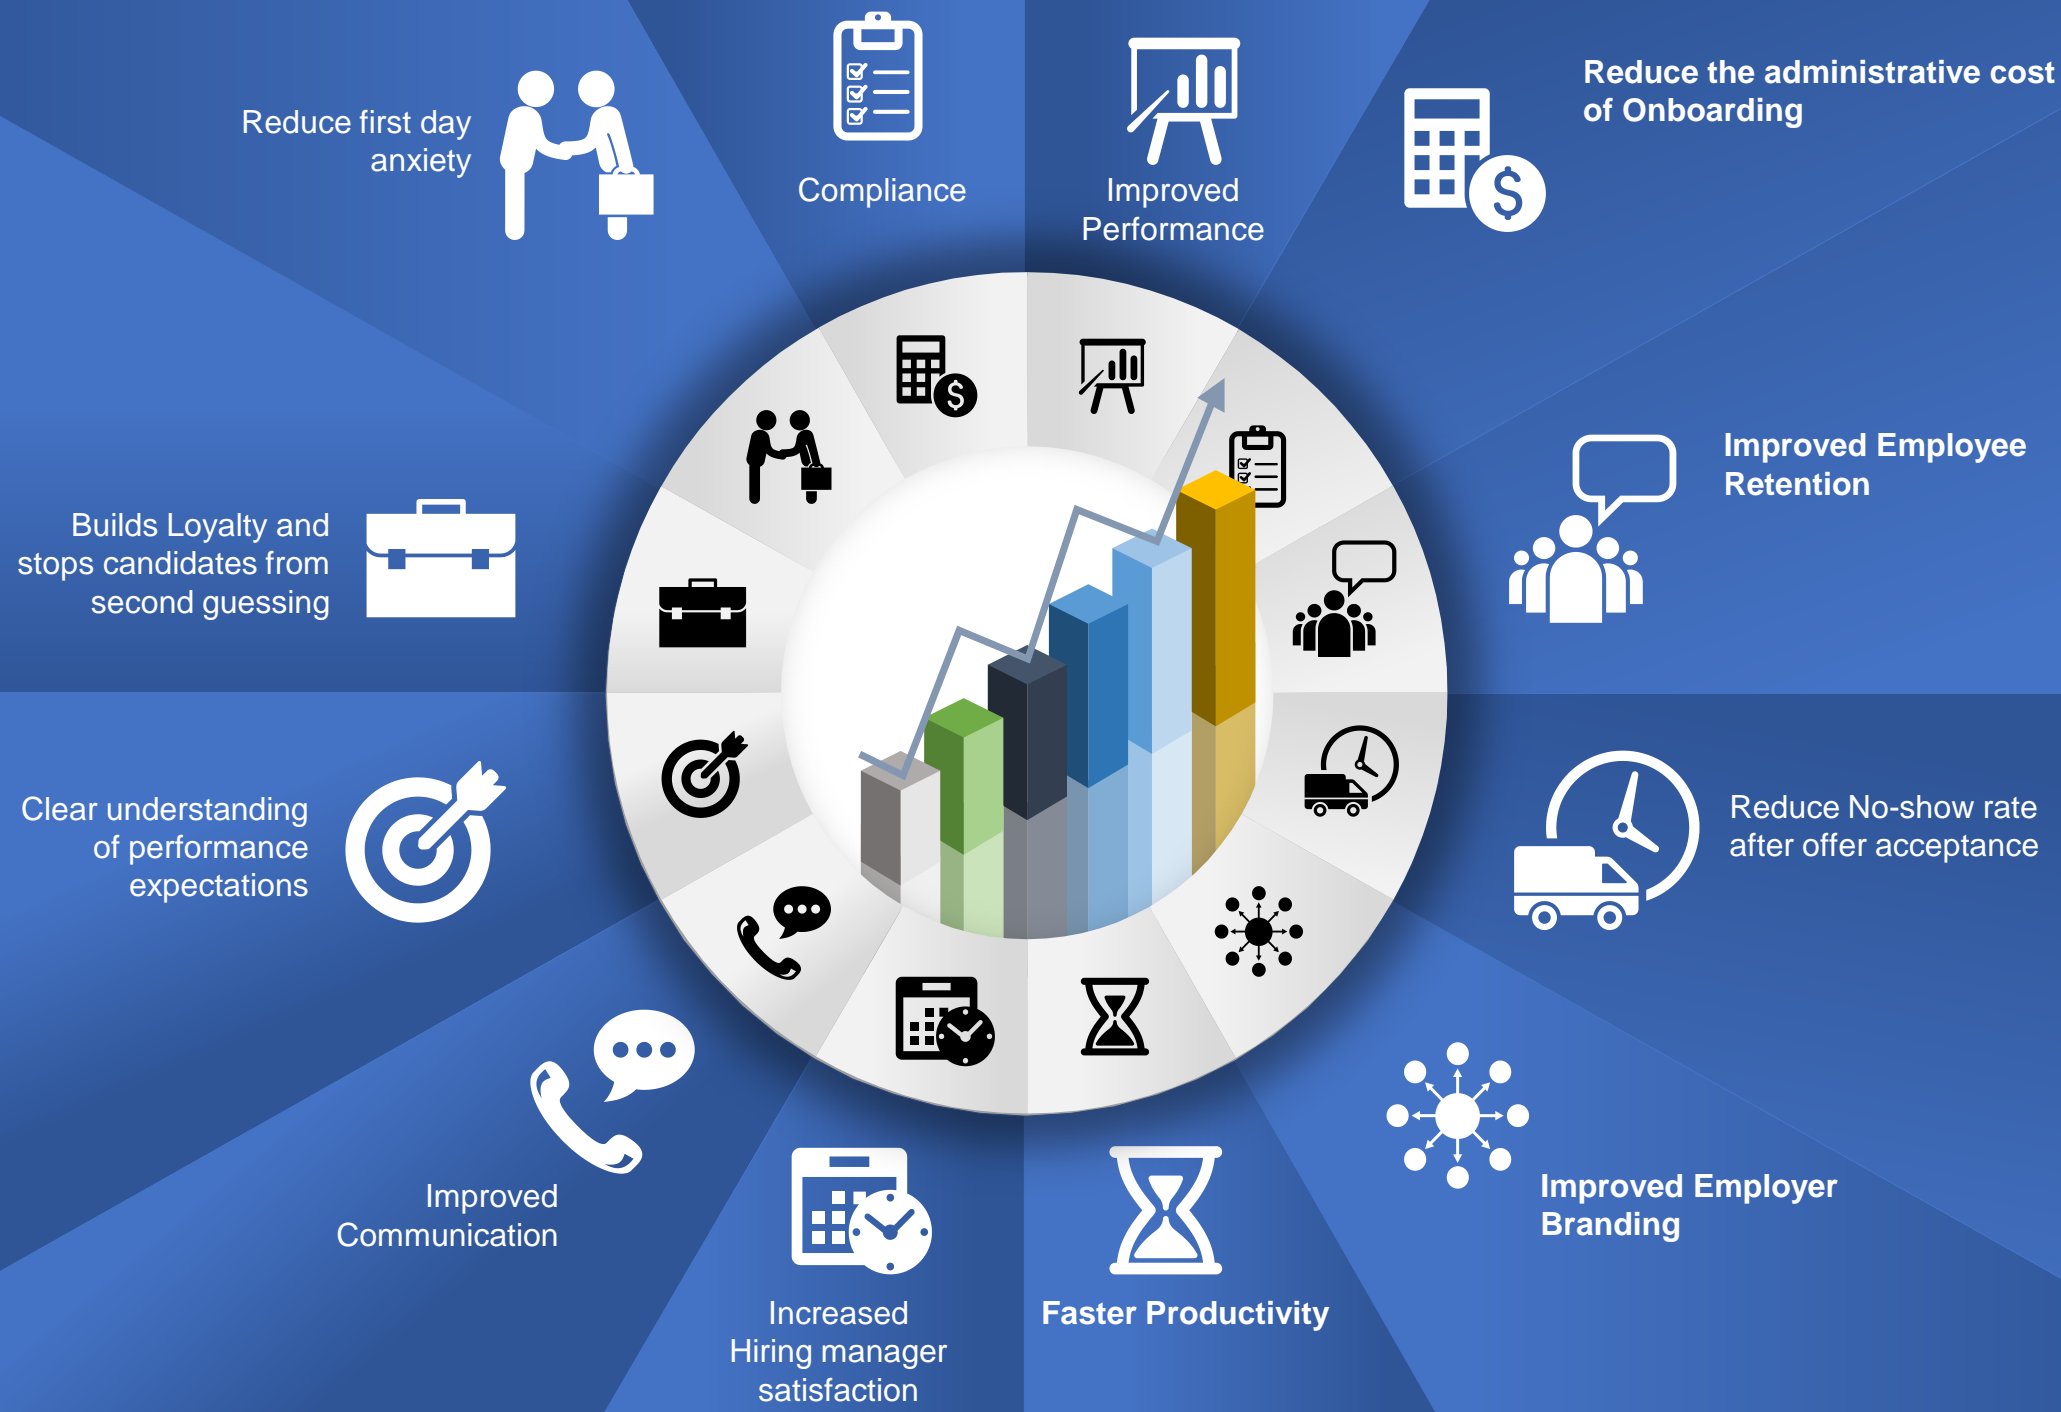 Reduce first day
anxiety
Compliance
Improved
Performance
Reduce the administrative cost
of Onboarding
Improved Employee
Retention
Reduce No-show rate
after offer acceptance
Improved Employer
Branding
Faster Productivity
Increased
Hiring manager
satisfaction
Improved
Communication
Clear understanding
of performance
expectations
Builds Loyalty and
stops candidates from
second guessing
$
$